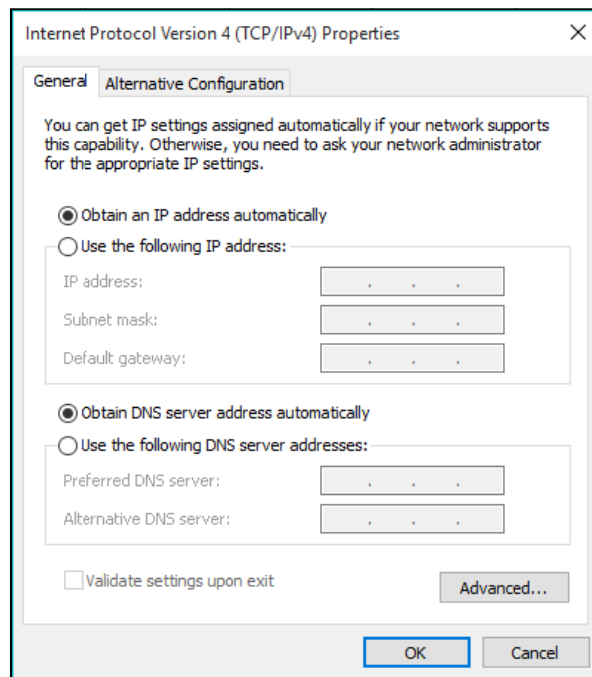 Internet Protocol Version 4 (TCP/IPv4) Properties
General
Alternative Configuration
You can get IP settings assigned automatically if your network supports
this capability. Otherwise, you need to ask your network administrator
for the appropriate IP settings.
Obtain an IP address automatically
Use the following IP address:
IP address:
Subnet mask:
Default gateway:
Obtain DNS server address automatically
Use the following DNS server addresses:
Preferred DNS server:
Alternative DNS server:
Validate settings upon exit
Advanced...
OK
Cancel